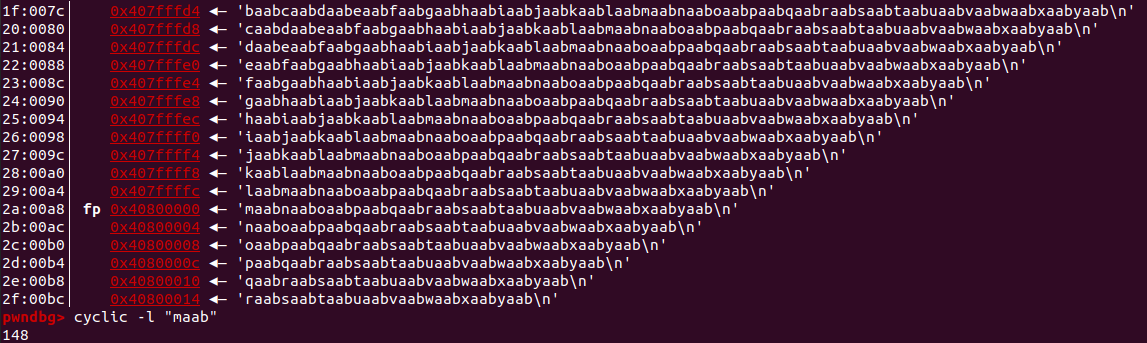 1f:007c│ 0x407fffd4 ◂— 'baabcaabdaabeaabfaabgaabhaabiaabjaabkaablaabmaabnaaboaabpaabqaabraabsaabtaabuaabvaabwaabxaabyaab\n'
20:0080│ 0x407fffd8 ◂— 'caabdaabeaabfaabgaabhaabiaabjaabkaablaabmaabnaaboaabpaabqaabraabsaabtaabuaabvaabwaabxaabyaab\n'
21:0084│ 0x407fffdc ◂— 'daabeaabfaabgaabhaabiaabjaabkaablaabmaabnaaboaabpaabqaabraabsaabtaabuaabvaabwaabxaabyaab\n'
22:0088│ 0x407fffe0 ◂— 'eaabfaabgaabhaabiaabjaabkaablaabmaabnaaboaabpaabqaabraabsaabtaabuaabvaabwaabxaabyaab\n'
23:008c│ 0x407fffe4 ◂— 'faabgaabhaabiaabjaabkaablaabmaabnaaboaabpaabqaabraabsaabtaabuaabvaabwaabxaabyaab\n'
24:0090│ 0x407fffe8 ◂— 'gaabhaabiaabjaabkaablaabmaabnaaboaabpaabqaabraabsaabtaabuaabvaabwaabxaabyaab\n'
25:0094│ 0x407fffec ◂— 'haabiaabjaabkaablaabmaabnaaboaabpaabqaabraabsaabtaabuaabvaabwaabxaabyaab\n'
26:0098│ 0x407ffff0 ◂— 'iaabjaabkaablaabmaabnaaboaabpaabqaabraabsaabtaabuaabvaabwaabxaabyaab\n'
27:009c│ 0x407ffff4 ◂— 'jaabkaablaabmaabnaaboaabpaabqaabraabsaabtaabuaabvaabwaabxaabyaab\n'
28:00a0│ 0x407ffff8 ◂— 'kaablaabmaabnaaboaabpaabqaabraabsaabtaabuaabvaabwaabxaabyaab\n'
29:00a4│ 0x407ffffc ◂— 'laabmaabnaaboaabpaabqaabraabsaabtaabuaabvaabwaabxaabyaab\n'
2a:00a8│ fp 0x40800000 ◂— 'maabnaaboaabpaabqaabraabsaabtaabuaabvaabwaabxaabyaab\n'
2b:00ac│ 0x40800004 ◂— 'naaboaabpaabqaabraabsaabtaabuaabvaabwaabxaabyaab\n'
2c:00b0│ 0x40800008 ◂— 'oaabpaabqaabraabsaabtaabuaabvaabwaabxaabyaab\n'
2d:00b4│ 0x4080000c ◂— 'paabqaabraabsaabtaabuaabvaabwaabxaabyaab\n'
2e:00b8│ 0x40800010 ◂— 'qaabraabsaabtaabuaabvaabwaabxaabyaab\n'
2f:00bc│ 0x40800014 ◂— 'raabsaabtaabuaabvaabwaabxaabyaab\n'
pwndbg> cyclic -l "maab"
148